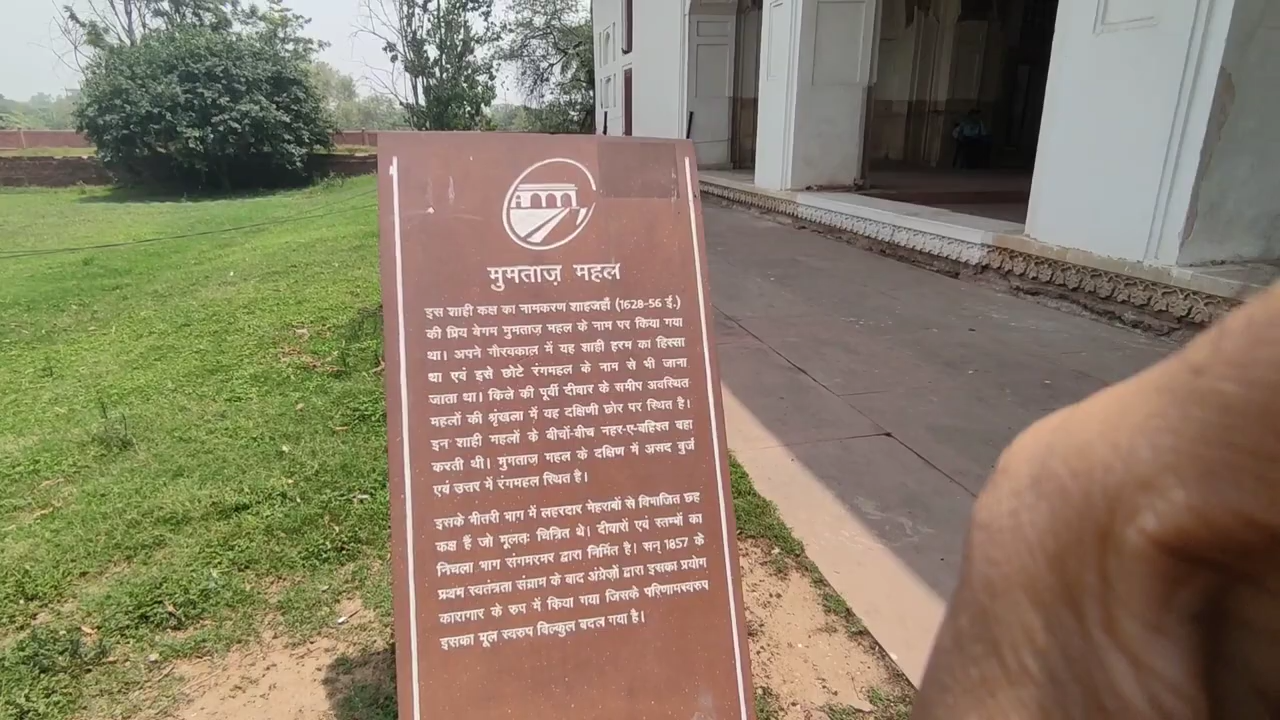 मुमताज़ महल
इस शाही कक्ष का नामकरण शाहजहाँ (1628-56 ई.)
की प्रिय बेगम मुमताज़ महल के नाम पर किया गया
था। अपने गौरवकाल में यह शाही हरम का हिस्सा
था एवं इसे छोटे रंगमहल के नाम से भी जाना
जाता था। किले की पूर्वी दीवार के समीप अवस्थित
महलों की श्रृंखला में यह दक्षिणी छोर पर स्थित है।
इन शाही महलों के बीचों-बीच नहर-ए-बहिश्त बहा
करती थी। मुमताज़ महल के दक्षिण में असद बुर्ज
एवं उत्तर में रंगमहल स्थित है।
इसके भीतरी भाग में लहरदार मेहराबों से विभाजित छह
कक्ष हैं जो मूलतः चित्रित थे। दीवारों एवं स्तम्भों का
निचला भाग संगमरमर द्वारा निर्मित है। सन् 1857 के
प्रथम स्वतंत्रता संग्राम के बाद अंग्रेज़ों द्वारा इसका प्रयोग
कारागार के रुप में किया गया जिसके परिणामस्वरुप
इसका मूल स्वरुप बिल्कुल बदल गया है।